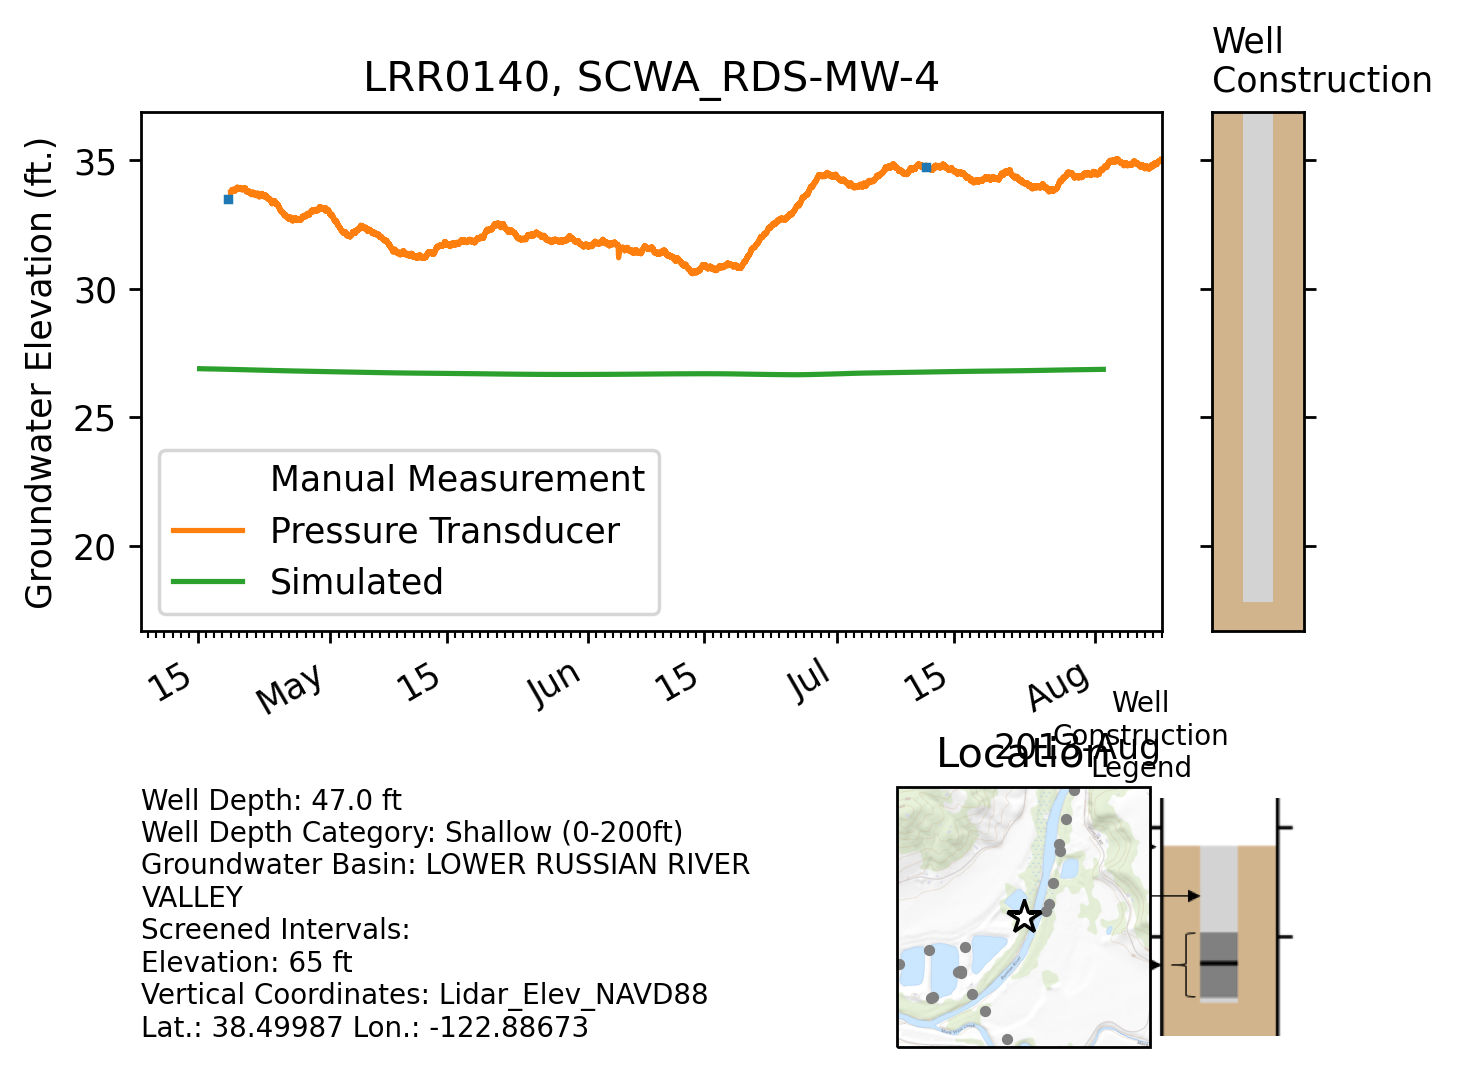 Well
Construction
LRR0140, SCWA_RDS-MW-4
Groundwater Elevation (ft.)
35
30
25
20
Manual Measurement
Pressure Transducer
Simulated
15
May
15
Jun
15
Jul
15
Aug
2013-Aug
Location
Well
Construction
Legend
Well Depth: 47.0 ft
Well Depth Category: Shallow (0-200ft)
Groundwater Basin: LOWER RUSSIAN RIVER
VALLEY
Screened Intervals:
Elevation: 65 ft
Vertical Coordinates: Lidar_Elev_NAVD88
Lat.: 38.49987 Lon.: -122.88673